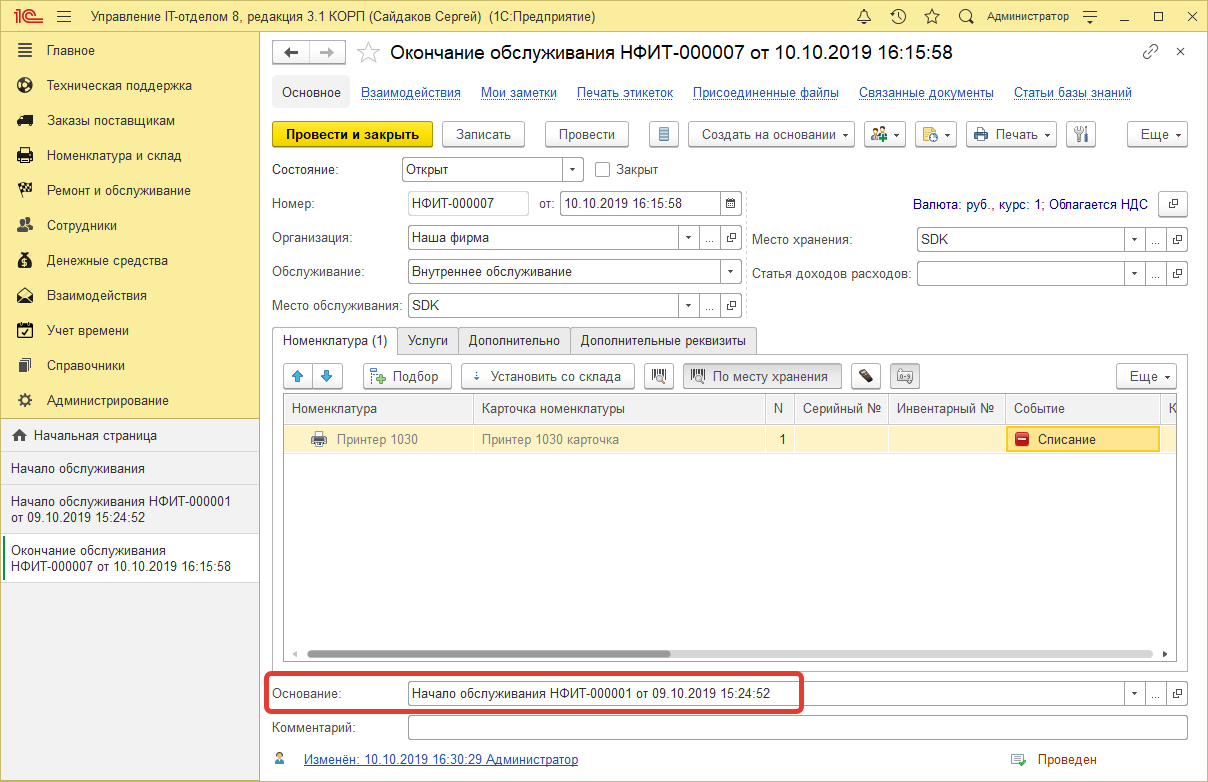 1С Управление IT-отделом 8, редакция 3.1 КОРП (Сайдаков Сергей) (1С:Предприятие) Администратор
Главное
Техническая поддержка
Заказы поставщикам
Номенклатура и склад
Ремонт и обслуживание
Сотрудники
Денежные средства
Взаимодействия
Учет времени
Справочники
Администрирование
Начальная страница
Начало обслуживания
Начало обслуживания НФИТ-000001
от 09.10.2019 15:24:52
Окончание обслуживания
НФИТ-000007 от 10.10.2019 16:15:58
Окончание обслуживания НФИТ-000007 от 10.10.2019 16:15:58
Основное Взаимодействия Мои заметки Печать этикеток Присоединенные файлы Связанные документы Статьи базы знаний
Провести и закрыть Записать Провести Создать на основании Печать Еще
Состояние: Открыт Закрыт
Номер: НФИТ-000007 от: 10.10.2019 16:15:58 Валюта: руб., курс: 1; Облагается НДС
Организация: Наша фирма ... Место хранения: SDK ...
Обслуживание: Внутреннее обслуживание Статья доходов расходов: ...
Место обслуживания: SDK ...
Номенклатура (1) Услуги Дополнительно Дополнительные реквизиты
Подбор Установить со склада По месту хранения Еще
Номенклатура Карточка номенклатуры N Серийный № Инвентарный № Событие К
Принтер 1030 Принтер 1030 карточка 1 Списание
Основание: Начало обслуживания НФИТ-000001 от 09.10.2019 15:24:52 ...
Комментарий:
Изменён: 10.10.2019 16:30:29 Администратор Проведен